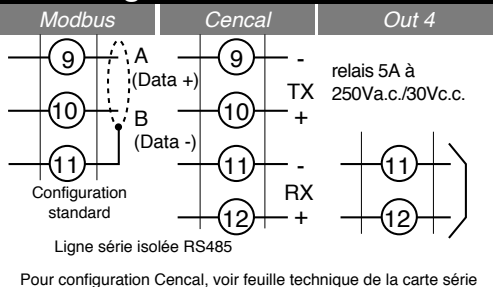 Modbus
Cencal
Out 4
9
A
(Data +)
10
B
(Data -)
11
Configuration
standard
9
-
TX
10
+
11
-
RX
12
+
relais 5A à
250Va.c./30Vc.c.
11
12
Ligne série isolée RS485
Pour configuration Cencal, voir feuille technique de la carte série